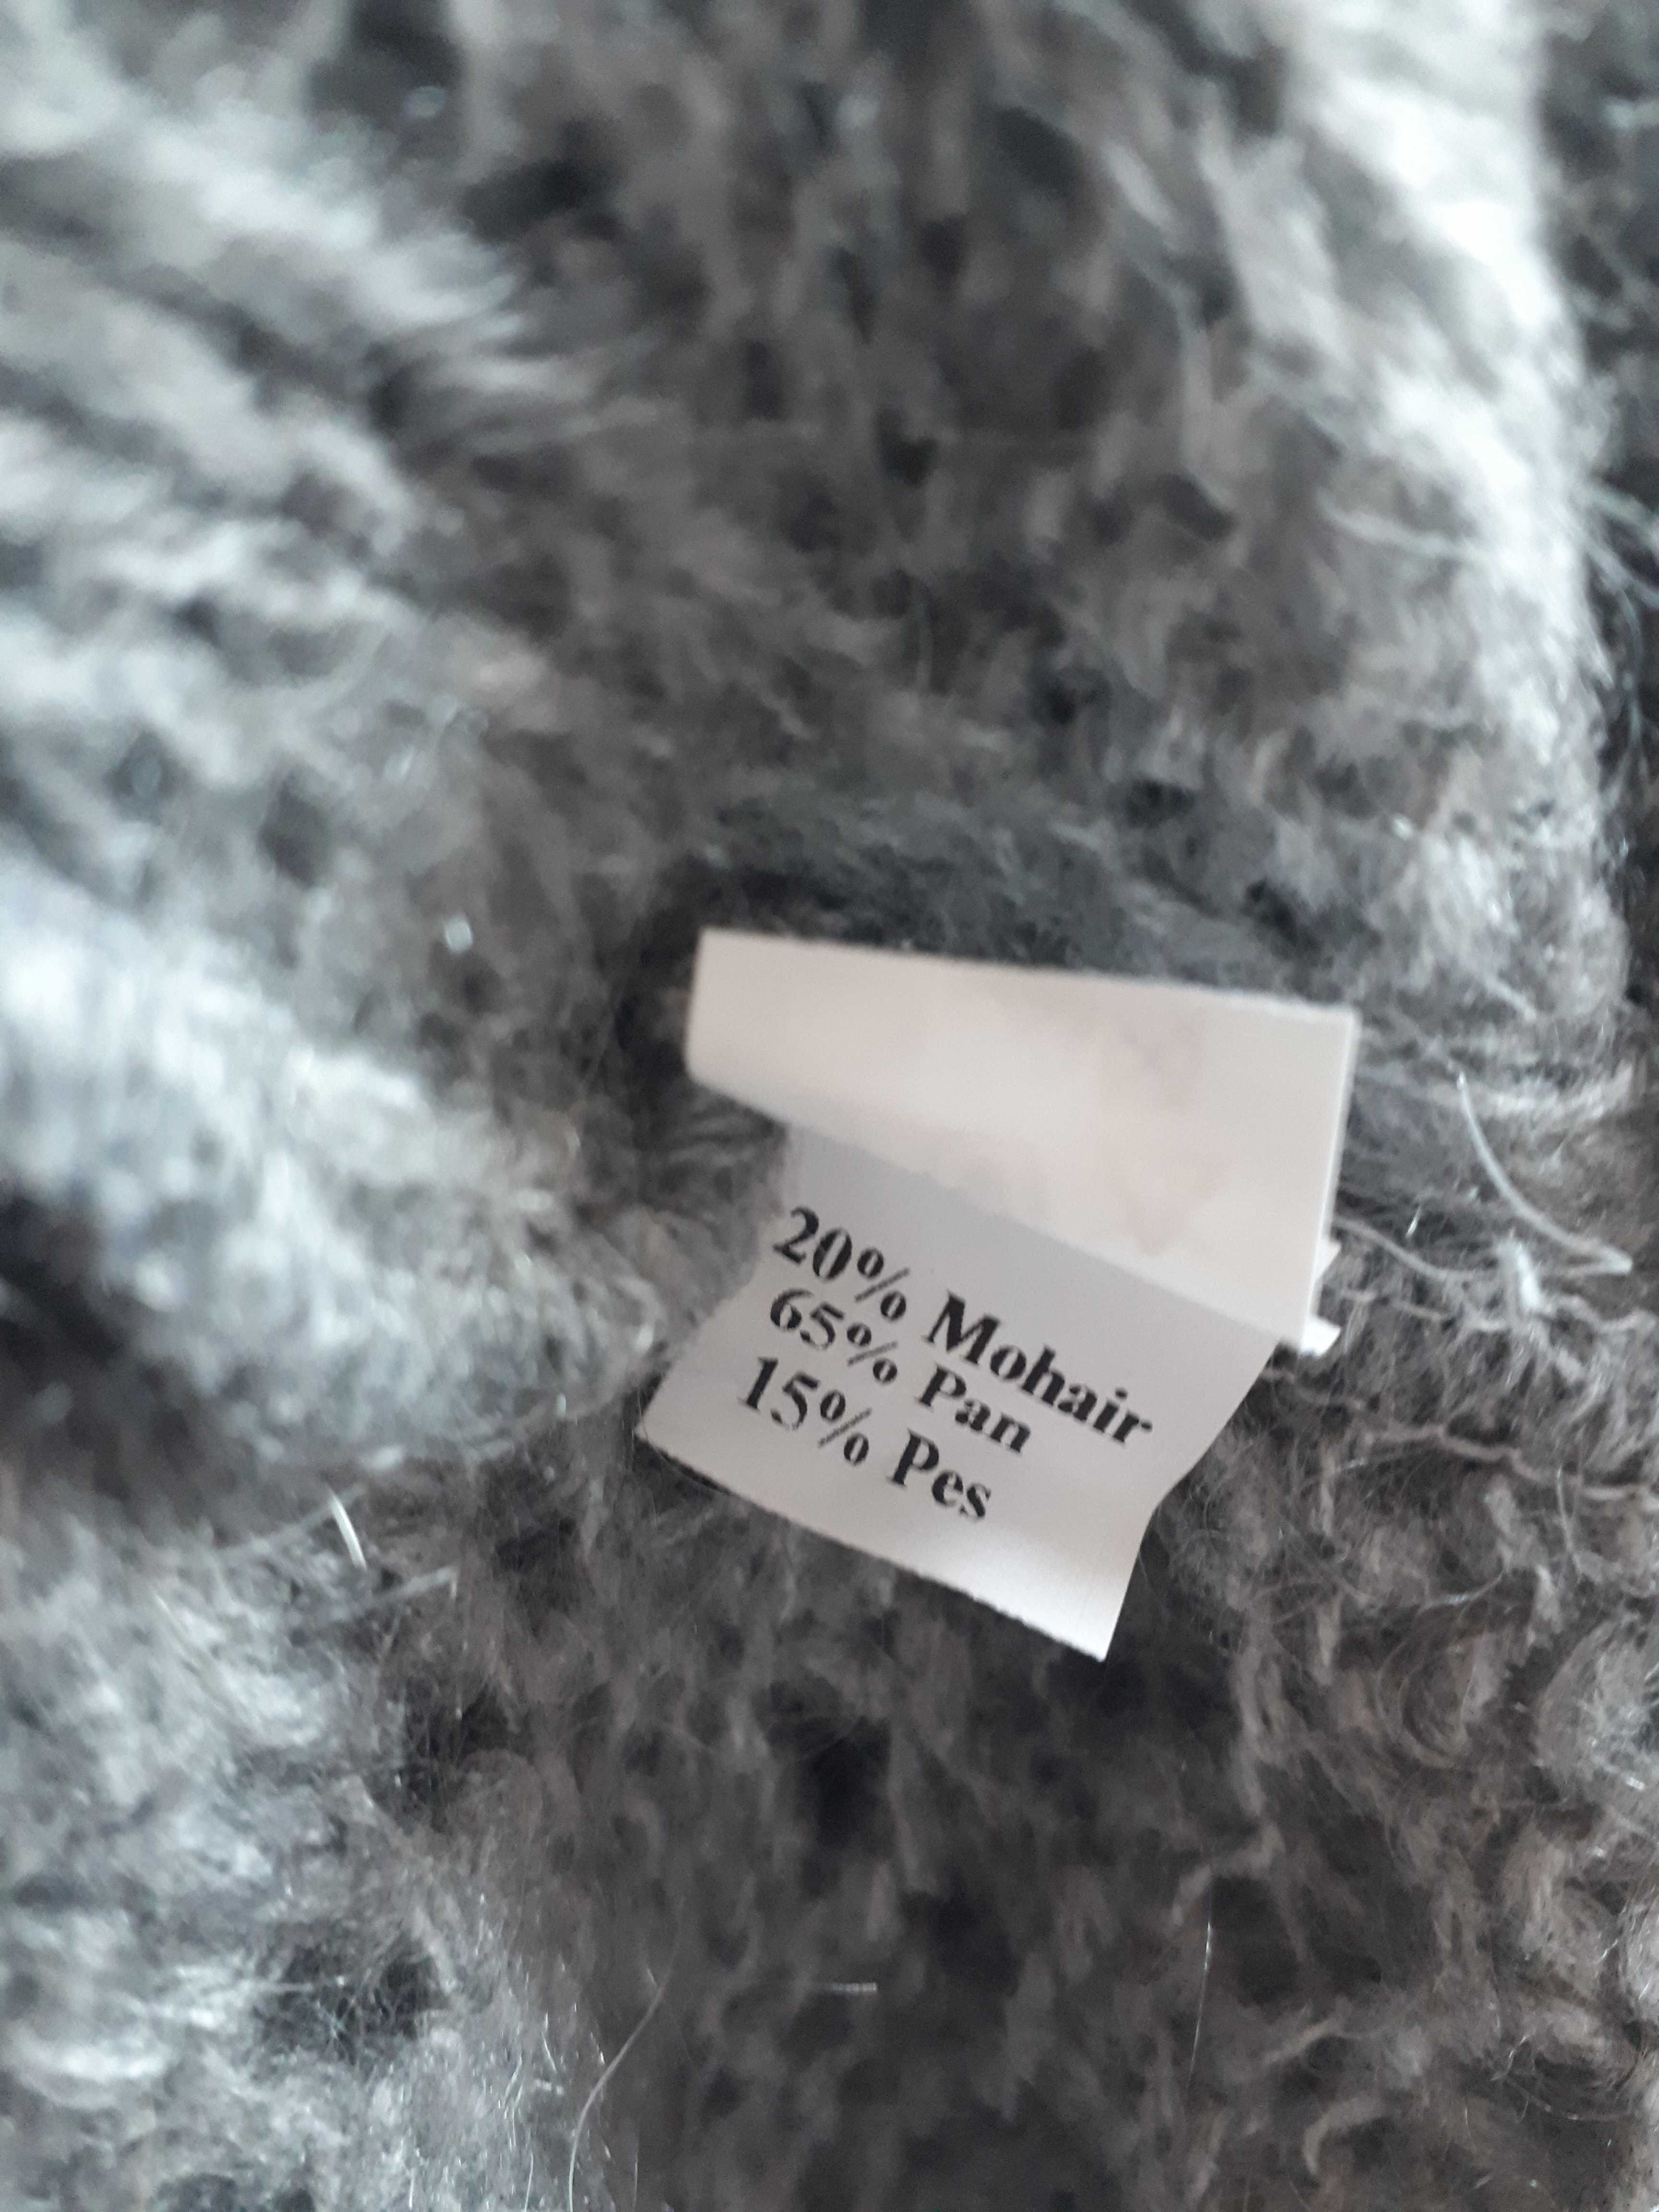 20% Mohair
65% Pan
15% Pes